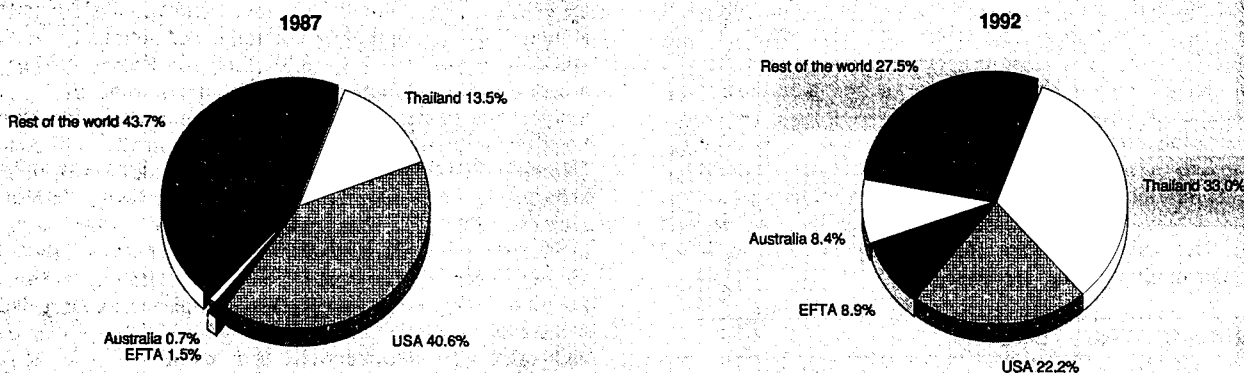 1987
Thailand 13.5%
Rest of the world 43.7%
Australia 0.7%
EFTA 1.5%
USA 40.6%
1992
Rest of the world 27.5%
Thailand 33.0%
Australia 8.4%
EFTA 8.9%
USA 22.2%